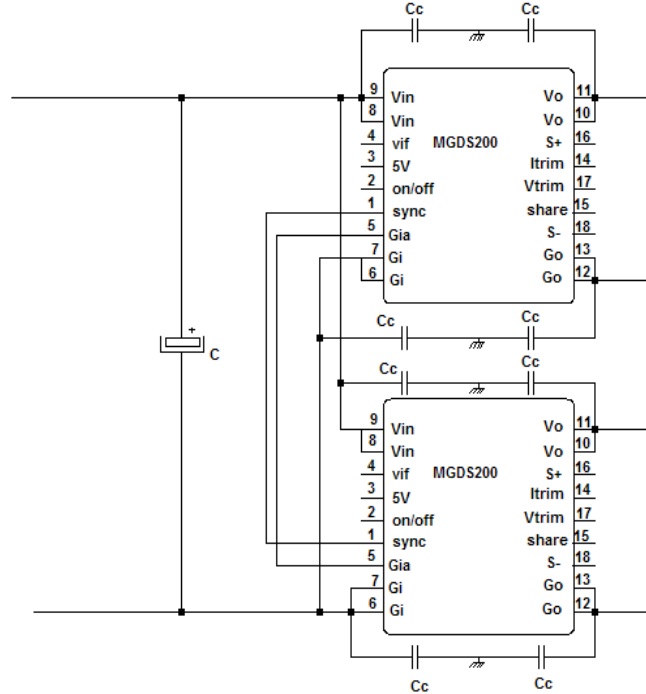 Cc Cc
9 Vin Vo 11
8 Vin Vo 10
4 vif MGDS200 S+ 16
3 5V Itrim 14
2 on/off Vtrim 17
1 sync share 15
5 Gia S- 18
7 Gi Go 13
6 Gi Go 12
Cc Cc
+
C
Cc Cc
9 Vin Vo 11
8 Vin Vo 10
4 vif MGDS200 S+ 16
3 5V Itrim 14
2 on/off Vtrim 17
1 sync share 15
5 Gia S- 18
7 Gi Go 13
6 Gi Go 12
Cc Cc